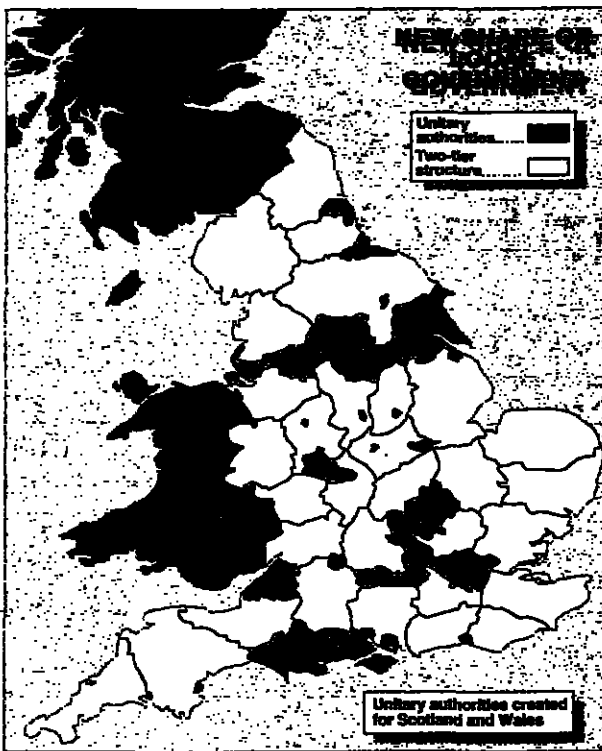 NEW SHAPE OF
LOCAL
GOVERNMENT
Unitary
authorities.......
Two-tier
structure.......
Unitary authorities created
for Scotland and Wales